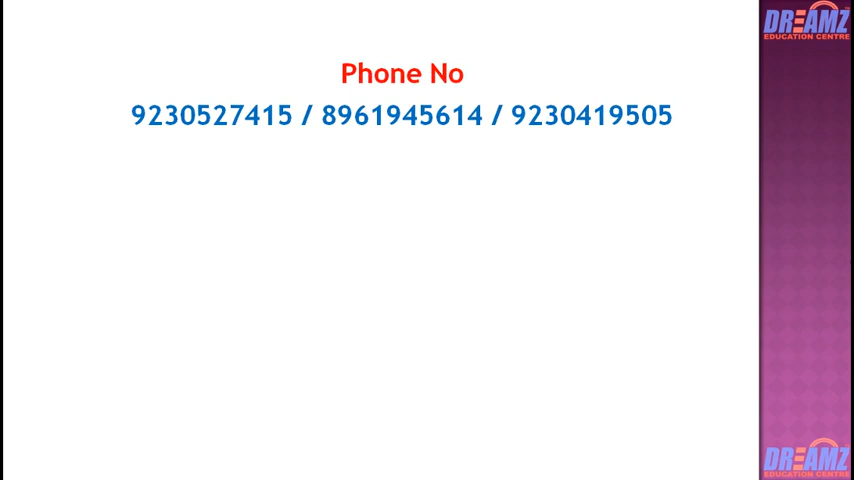 DREAMZ
EDUCATION CENTRE
Phone No
9230527415 / 8961945614 / 9230419505
DREAMZ
EDUCATION CENTRE